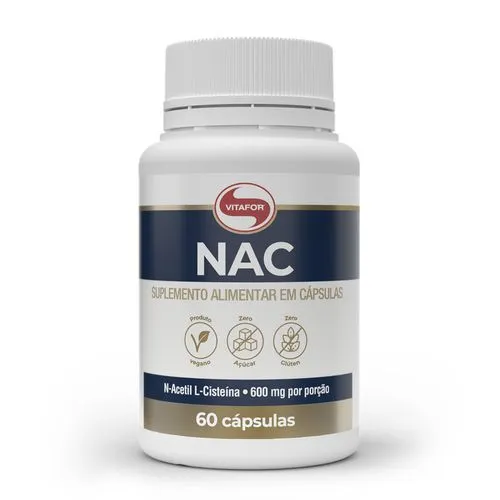 VITAFOR
NAC
SUPLEMENTO ALIMENTAR EM CÁPSULAS
Produto Zero Zero
Vegano Açúcar Glúten
N-Acetil L-Cisteína • 600 mg por porção
60 cápsulas